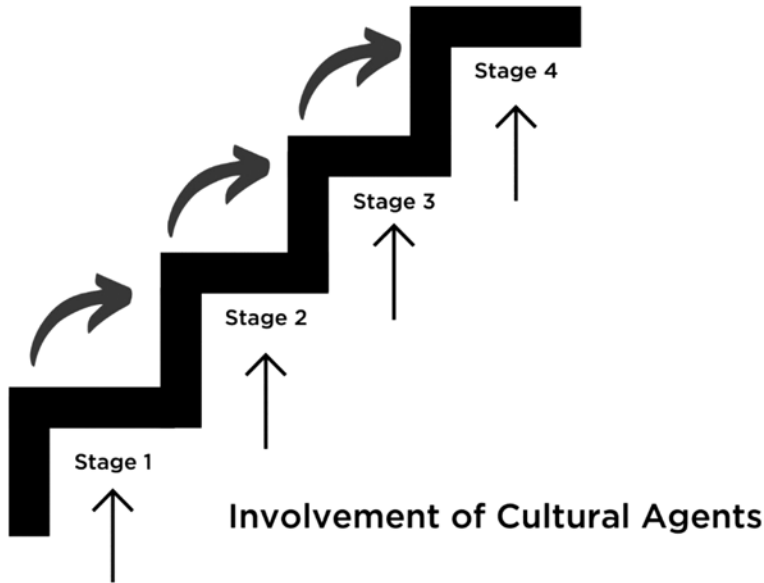 Stage 4
Stage 3
Stage 2
Stage 1
Involvement of Cultural Agents